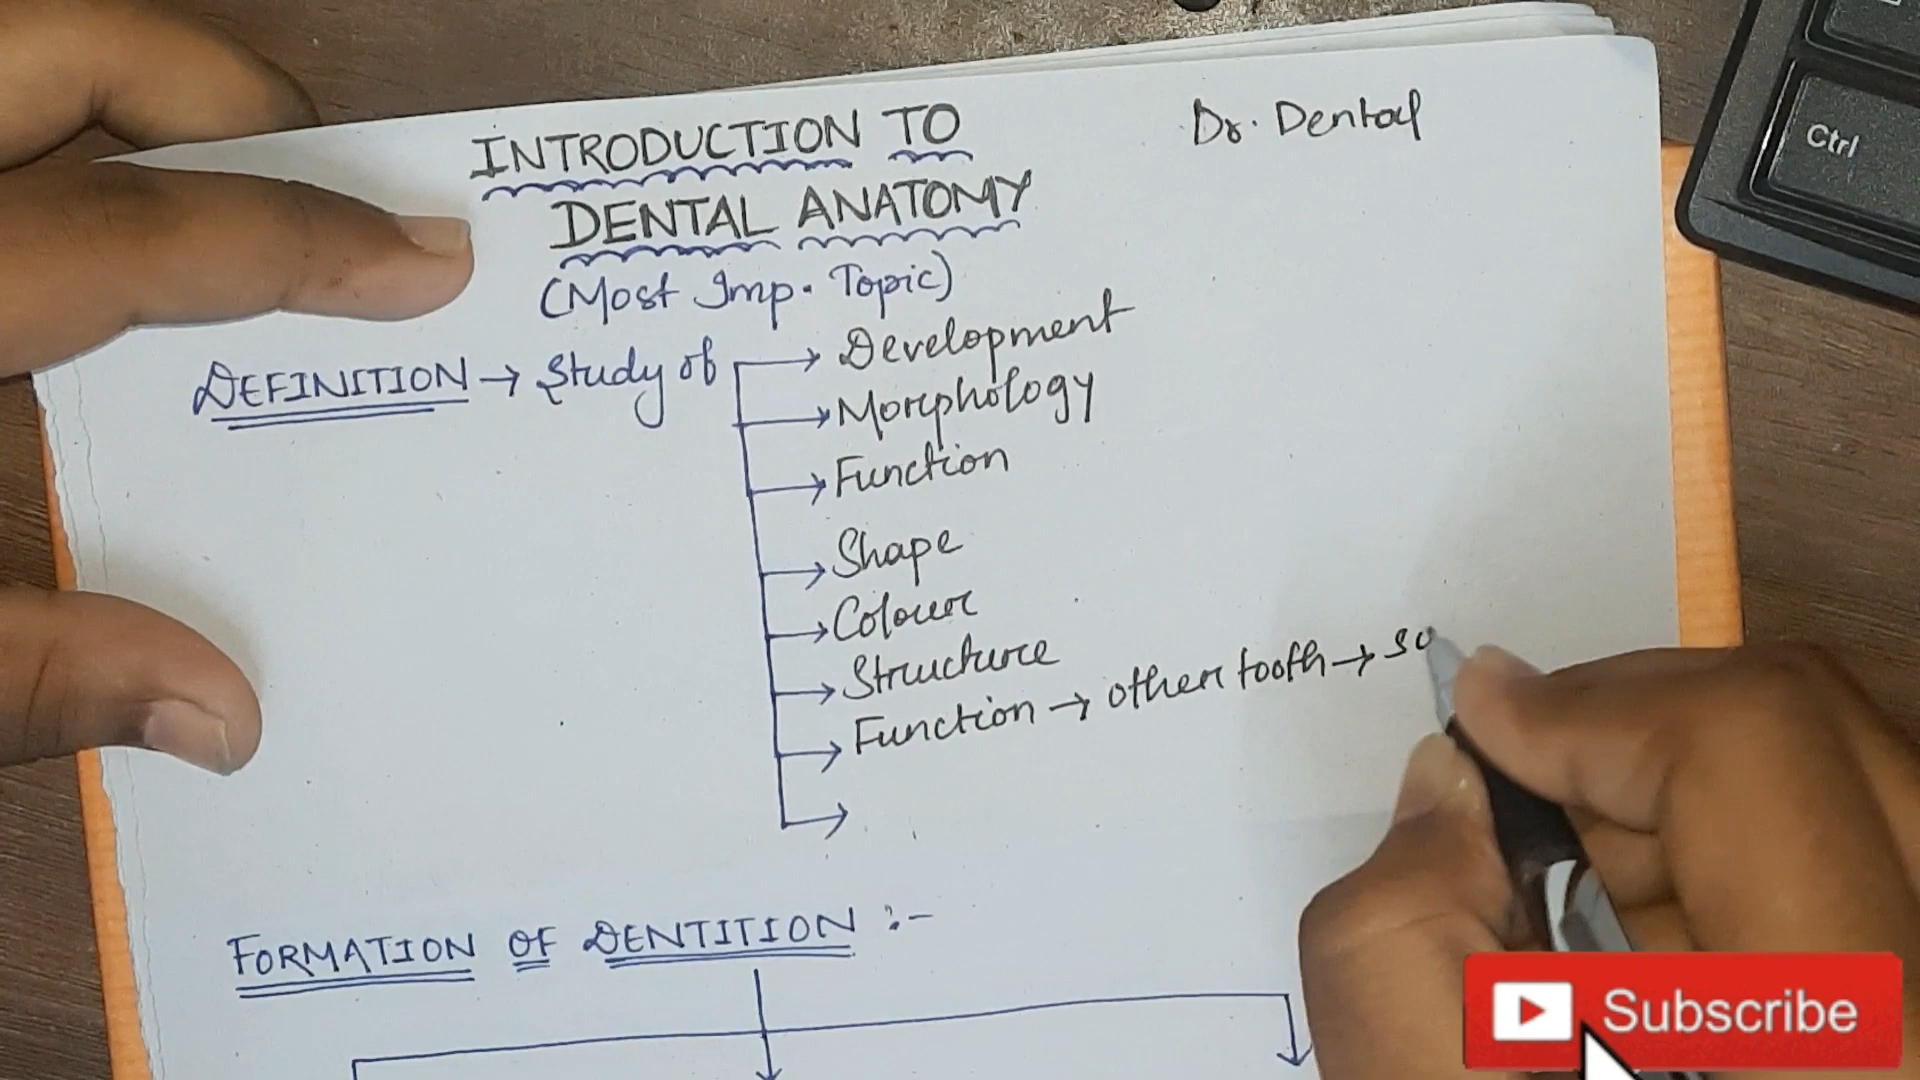 INTRODUCTION TO
Dr. Dental
DENTAL ANATOMY
(Most Imp. Topic)
DEFINITION → Study of
→ Development
→ Morphology
→ Function
→ Shape
→ Colour
→ Structure
→ Function → other tooth →
FORMATION OF DENTITION :-
Ctrl
Subscribe